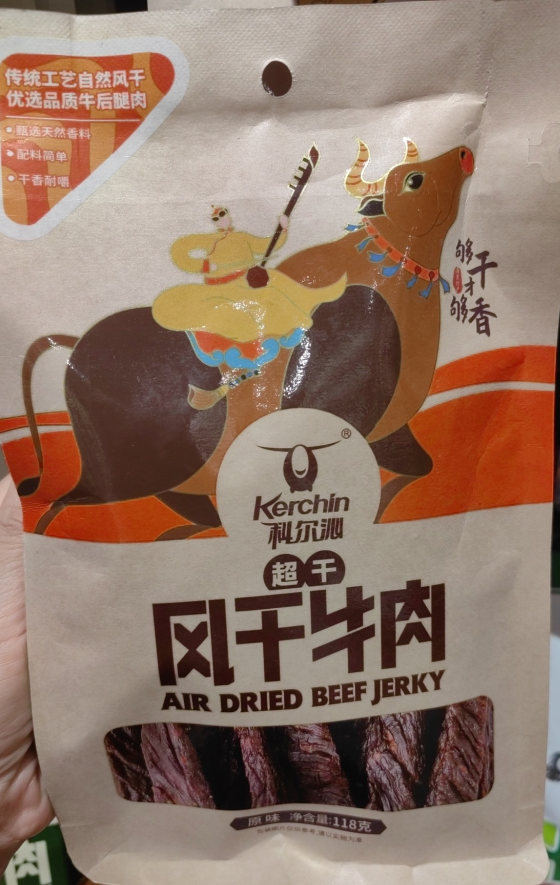 传统工艺自然风干
优选品质牛后腿肉
甄选天然香料
配料简单
干香耐嚼
够干
才
够香
®
Kerchin
科尔沁
超干
风干牛肉
AIR DRIED BEEF JERKY
原味 净含量:118克
肉